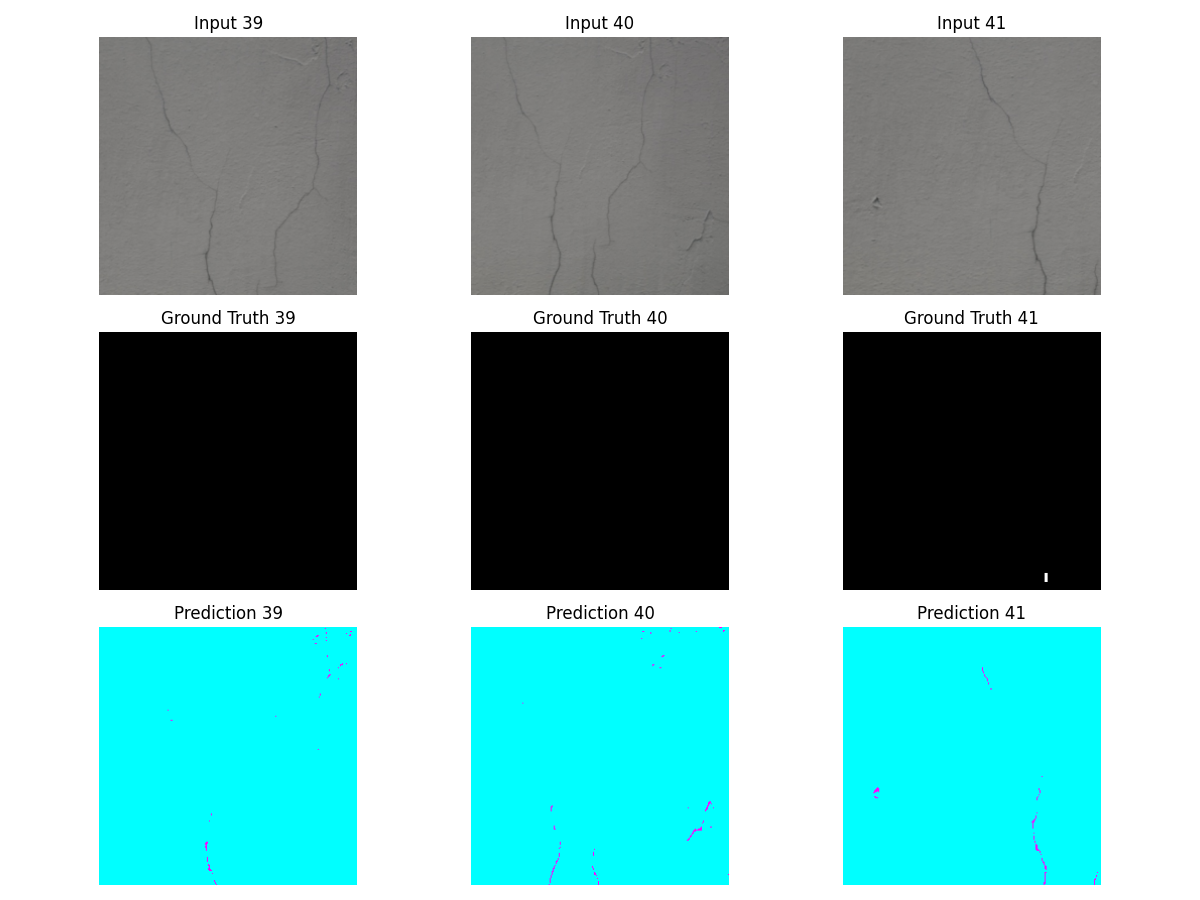 Input 39
Input 40
Input 41
Ground Truth 39
Ground Truth 40
Ground Truth 41
Prediction 39
Prediction 40
Prediction 41